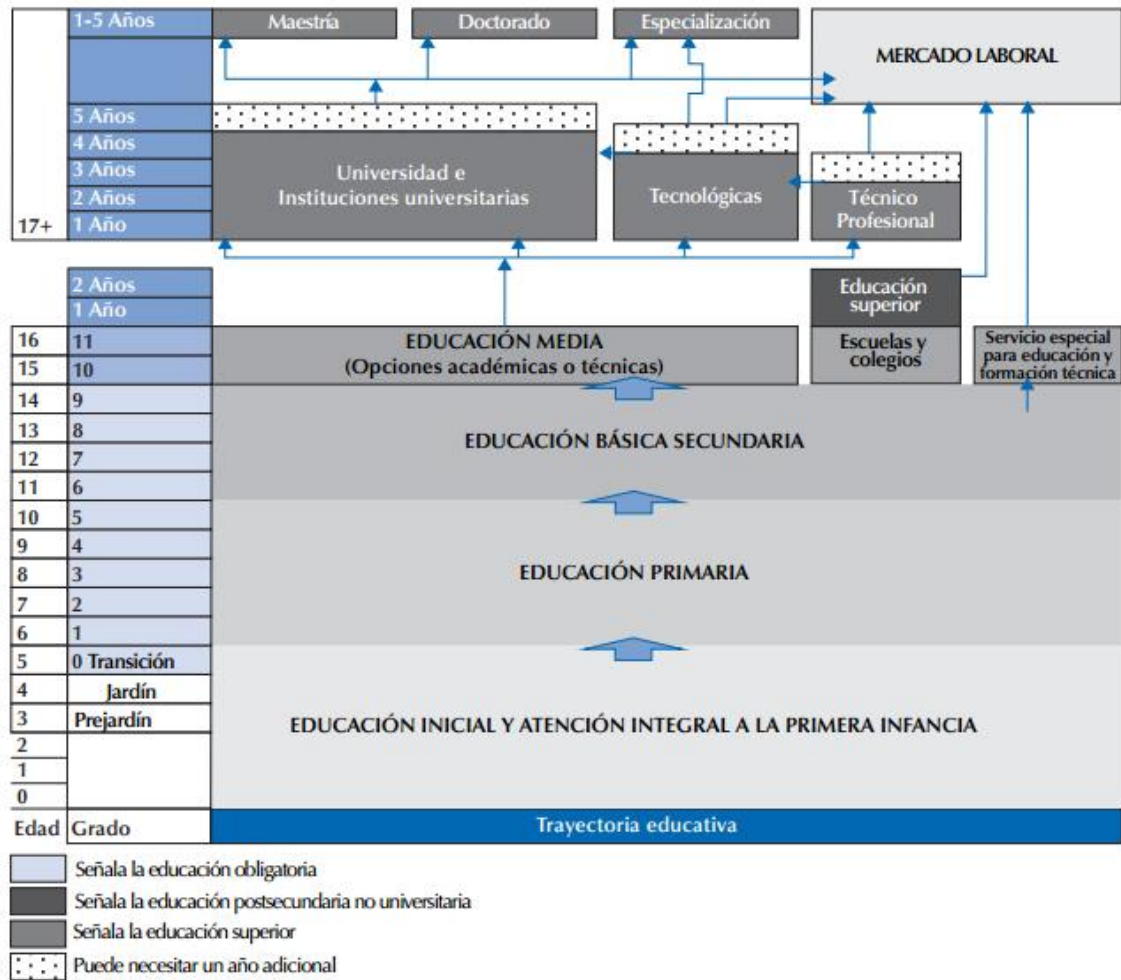 1-5 Años
Maestría
Doctorado
Especialización
MERCADO LABORAL
5 Años
4 Años
3 Años
2 Años
17+
1 Año
Universidad e
Instituciones universitarias
Tecnológicas
Técnico
Profesional
2 Años
1 Año
Educación
superior
16
11
15
10
EDUCACIÓN MEDIA
(Opciones académicas o técnicas)
Escuelas y
colegios
Servicio especial
para educación y
formación técnica
14
9
13
8
EDUCACIÓN BÁSICA SECUNDARIA
12
7
11
6
10
5
9
4
8
3
EDUCACIÓN PRIMARIA
7
2
6
1
5
0 Transición
4
Jardín
3
Prejardín
EDUCACIÓN INICIAL Y ATENCIÓN INTEGRAL A LA PRIMERA INFANCIA
2
1
0
Edad
Grado
Trayectoria educativa
Señala la educación obligatoria
Señala la educación postsecundaria no universitaria
Señala la educación superior
Puede necesitar un año adicional